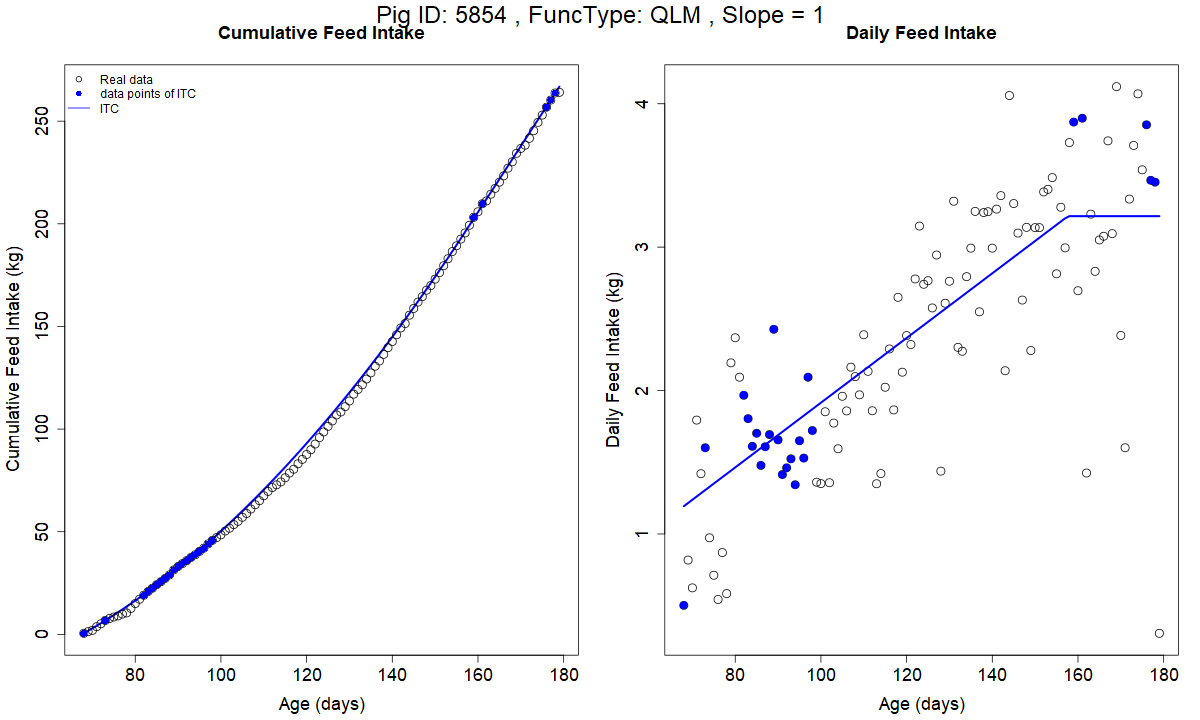 Pig ID: 5854 , FuncType: QLM , Slope = 1
Cumulative Feed Intake
Daily Feed Intake
Real data
data points of ITC
ITC
Cumulative Feed Intake (kg)
250
200
150
100
50
0
80 100 120 140 160 180
Age (days)
Daily Feed Intake (kg)
4
3
2
1
80 100 120 140 160 180
Age (days)